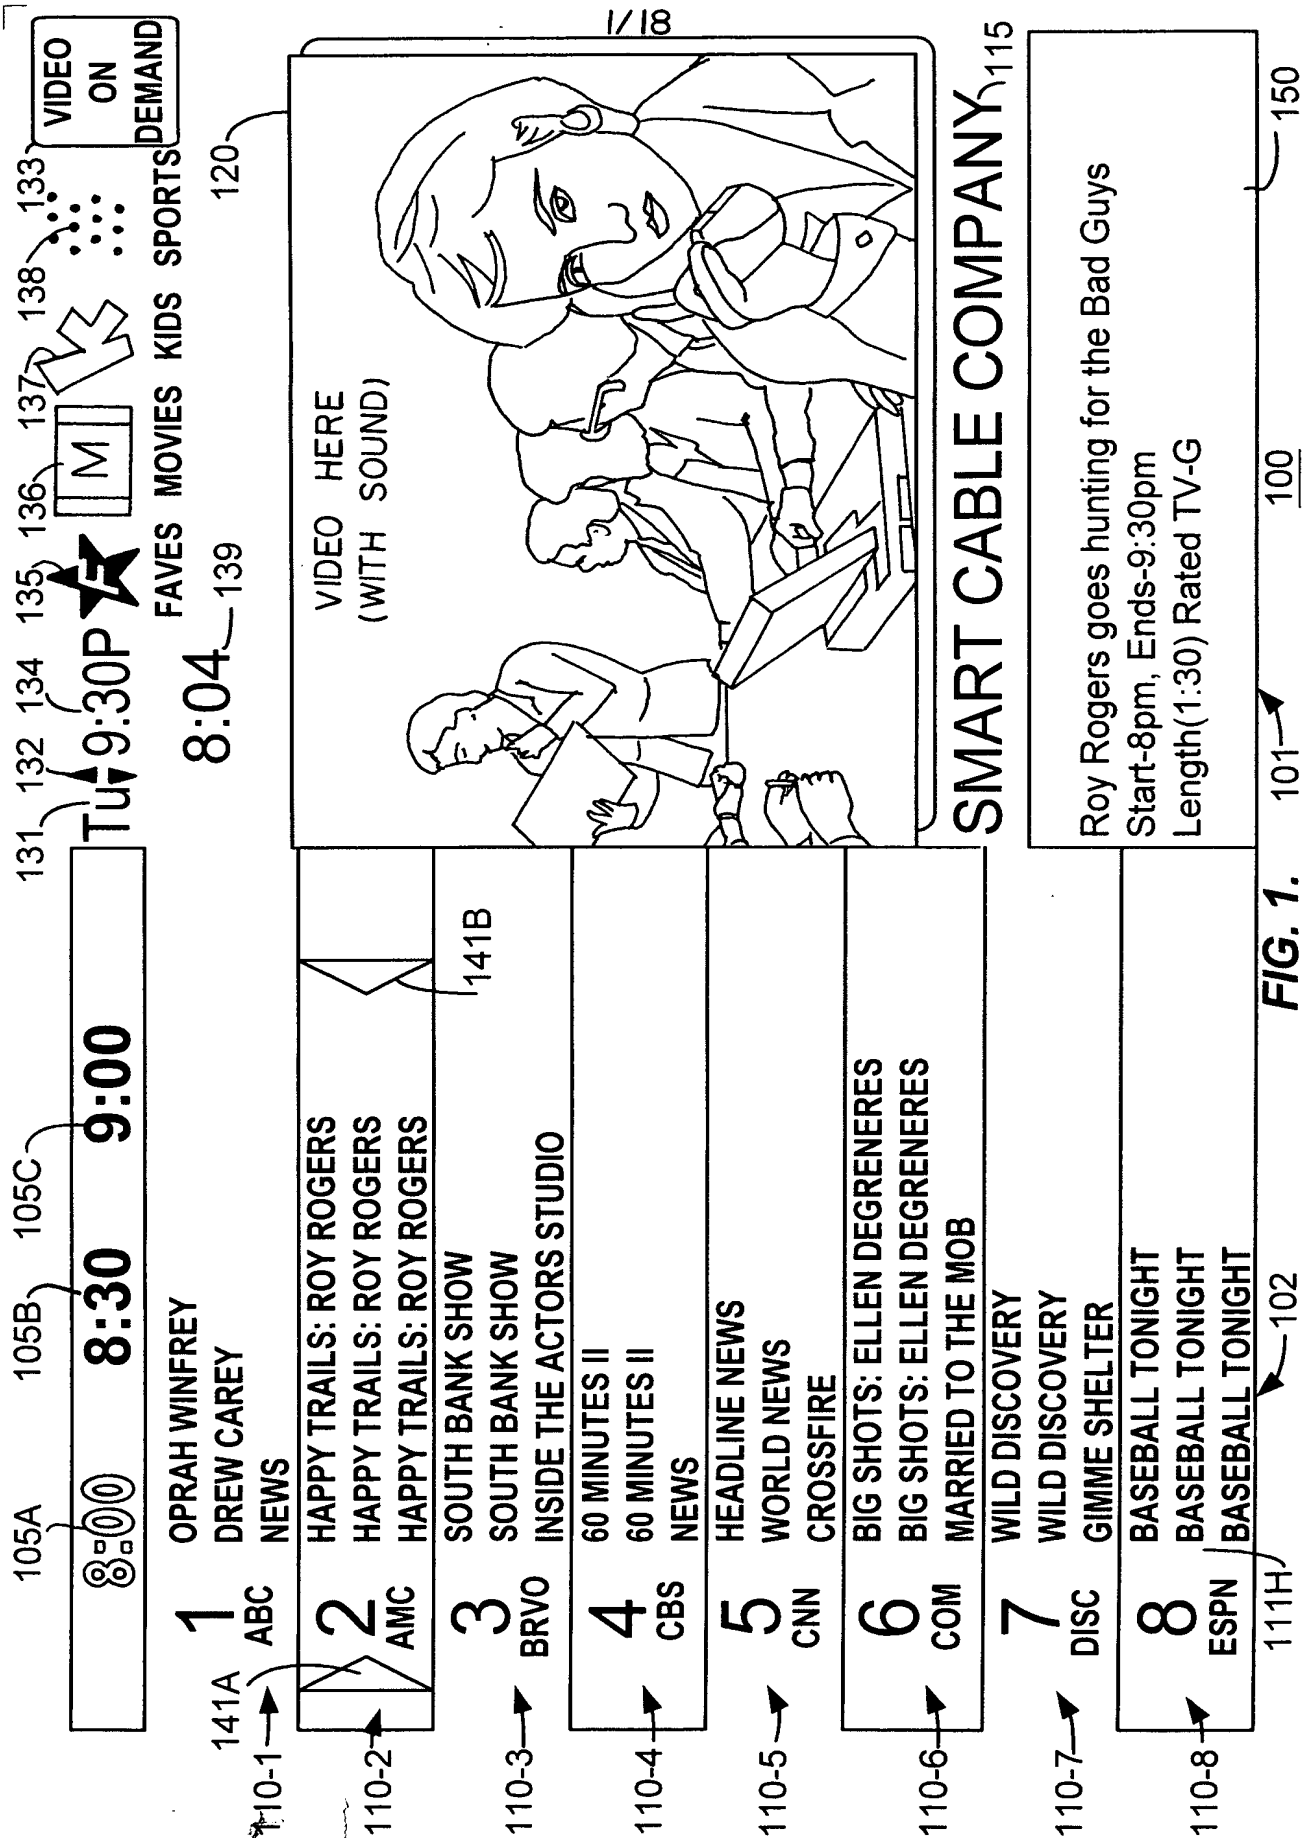 1/18
105A
105B
105C
131
132
134
135
136
137
138
133
8:00
8:30
9:00
Tu
9:30P
F
M
VIDEO
ON
DEMAND
FAVES
MOVIES
KIDS
SPORTS
8:04
139
120
141A
110-1
1
ABC
OPRAH WINFREY
DREW CAREY
NEWS
110-2
2
AMC
HAPPY TRAILS: ROY ROGERS
HAPPY TRAILS: ROY ROGERS
HAPPY TRAILS: ROY ROGERS
141B
110-3
3
BRVO
SOUTH BANK SHOW
SOUTH BANK SHOW
INSIDE THE ACTORS STUDIO
110-4
4
CBS
60 MINUTES II
60 MINUTES II
NEWS
110-5
5
CNN
HEADLINE NEWS
WORLD NEWS
CROSSFIRE
110-6
6
COM
BIG SHOTS: ELLEN DEGRENERES
BIG SHOTS: ELLEN DEGRENERES
MARRIED TO THE MOB
110-7
7
DISC
WILD DISCOVERY
WILD DISCOVERY
GIMME SHELTER
110-8
8
ESPN
BASEBALL TONIGHT
BASEBALL TONIGHT
BASEBALL TONIGHT
111H
102
VIDEO HERE
(WITH SOUND)
SMART CABLE COMPANY
115
Roy Rogers goes hunting for the Bad Guys
Start-8pm, Ends-9:30pm
Length(1:30) Rated TV-G
150
101
100
FIG. 1.